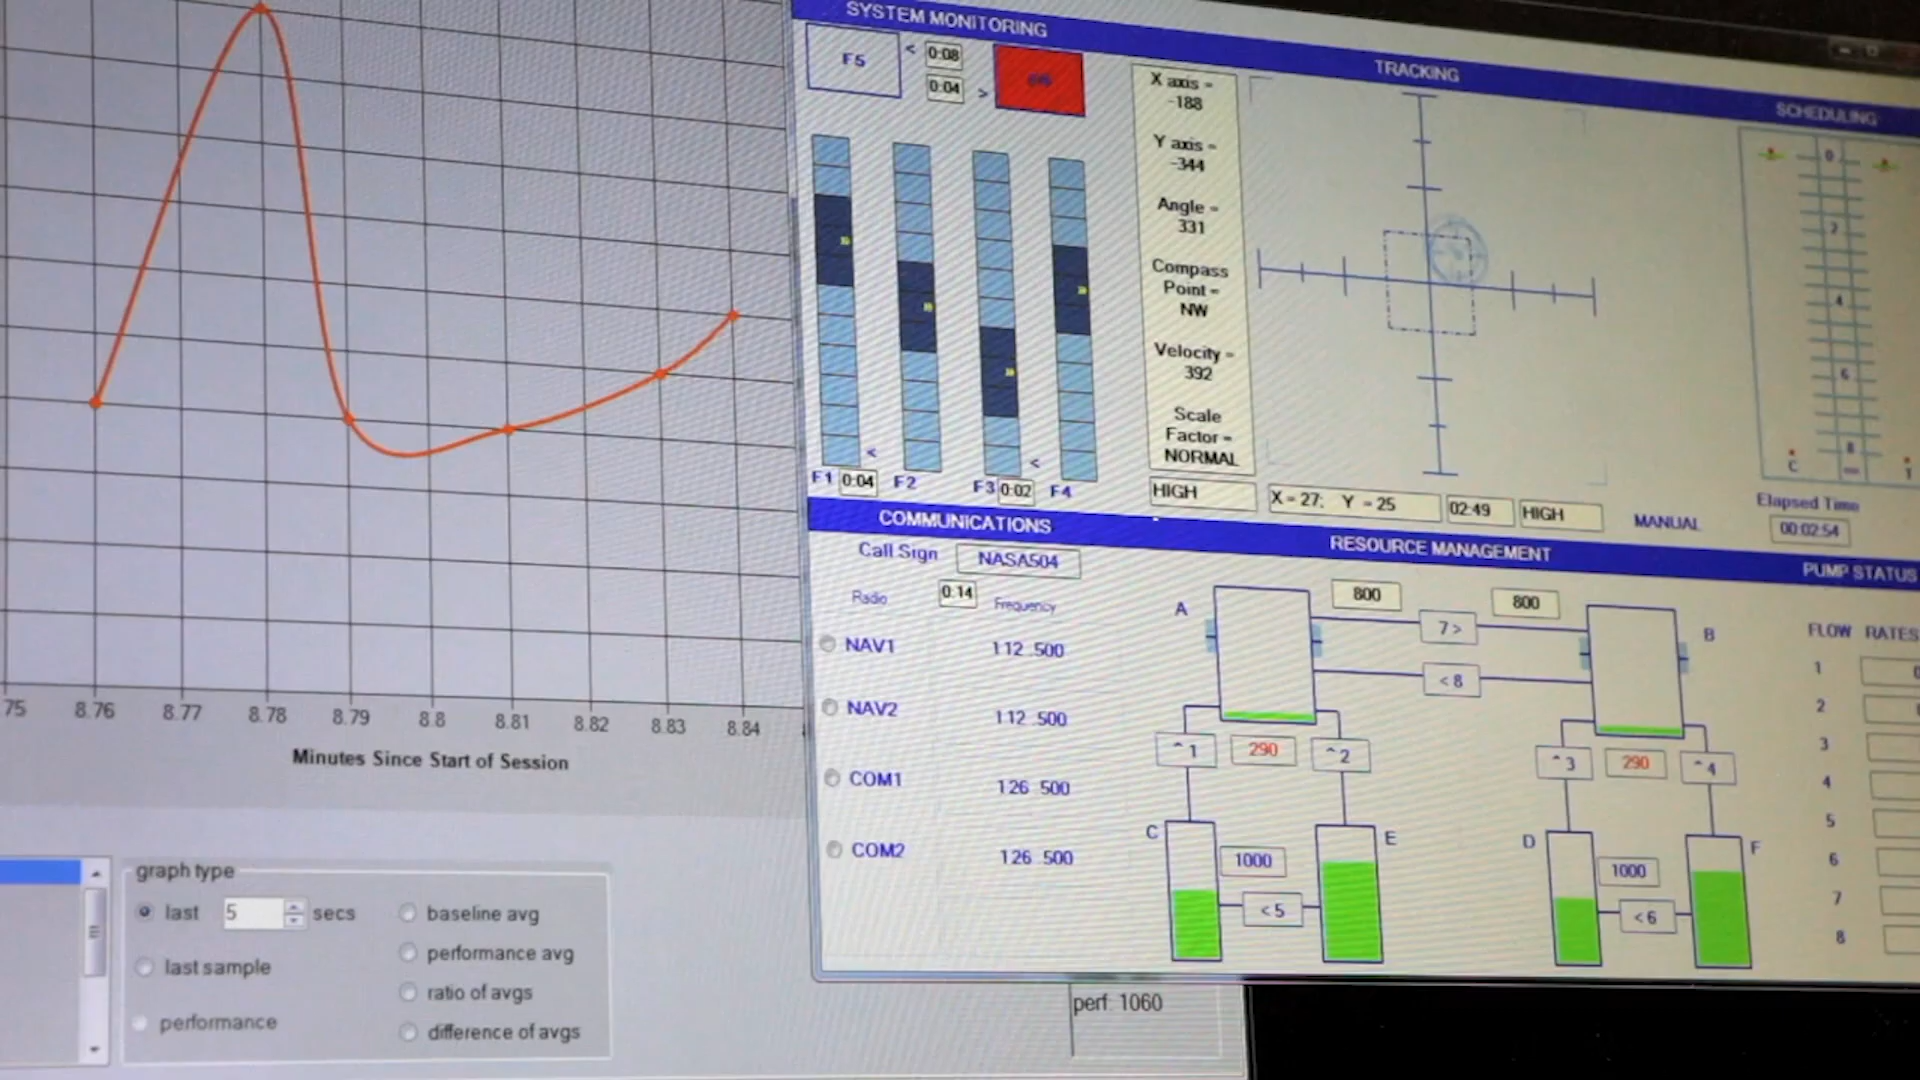 SYSTEM MONITORING
F5
< 0:08
0:04 >
X axis =
-188
Y axis =
-344
Angle =
331
Compass
Point =
NW
Velocity =
392
Scale
Factor =
NORMAL
HIGH
TRACKING
X = 27; Y = 25
02:49
HIGH
MANUAL
SCHEDULING
0
2
4
6
8
C
T
Elapsed Time
00:02:54
F1 0:04 < F2
F3 0:02 < F4
COMMUNICATIONS
Call Sign NASA504
Radio 0:14 Frequency
NAV1 112 .500
NAV2 112 .500
COM1 126 .500
COM2 126 .500
RESOURCE MANAGEMENT
A 800 800 B
7 >
< 8
^ 1 290 ^ 2
^ 3 290 ^ 4
C 1000 E
< 5
D 1000 F
< 6
PUMP STATUS
FLOW RATES
1
2
3
4
5
6
7
8
75 8.76 8.77 8.78 8.79 8.8 8.81 8.82 8.83 8.84
Minutes Since Start of Session
graph type
last 5 secs
last sample
performance
baseline avg
performance avg
ratio of avgs
difference of avgs
perf: 1060